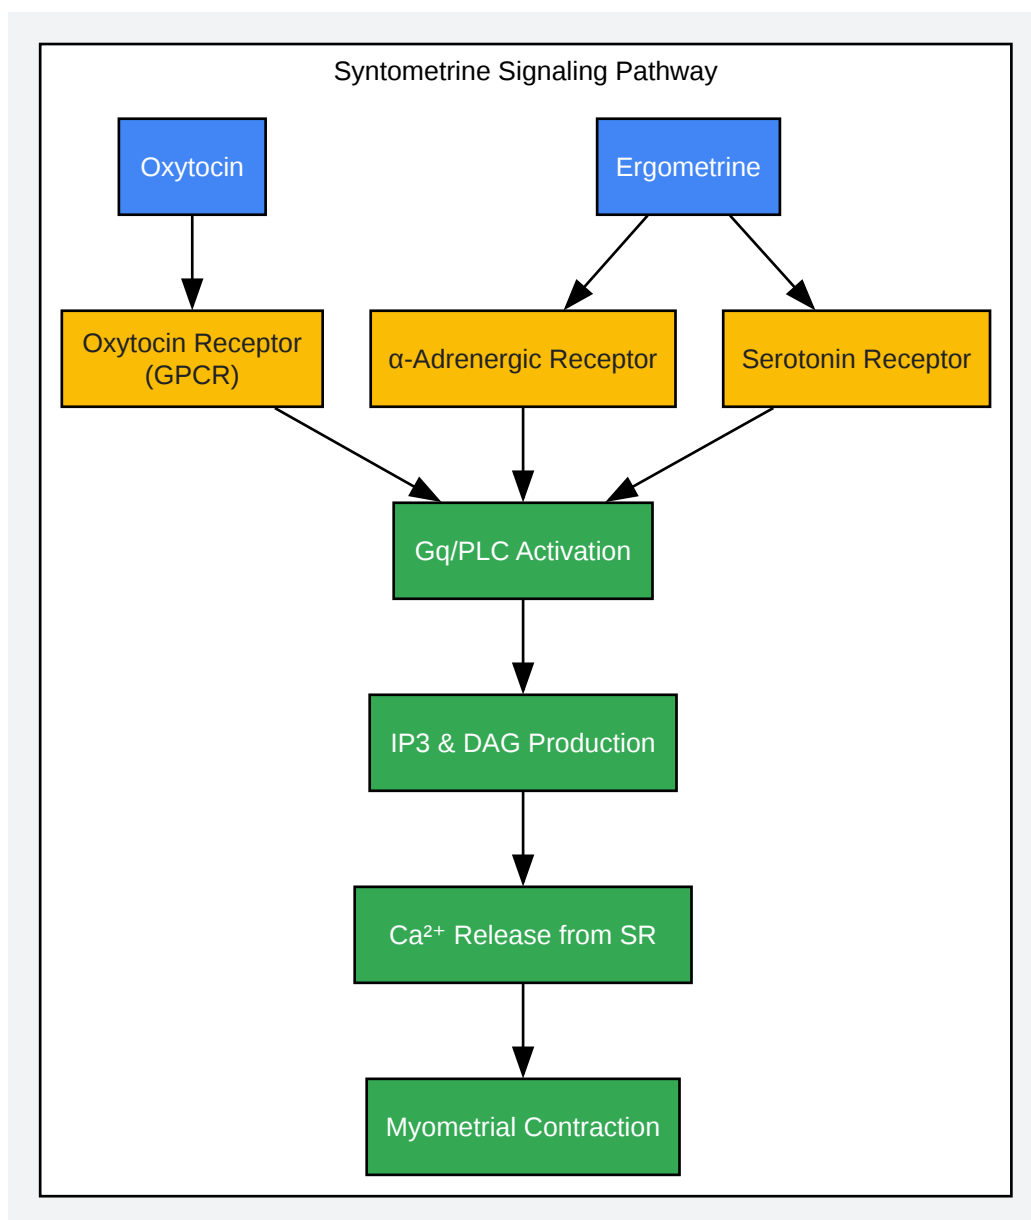 Syntometrine Signaling Pathway
Oxytocin
Ergometrine
Oxytocin Receptor
(GPCR)
α-Adrenergic Receptor
Serotonin Receptor
Gq/PLC Activation
IP3 & DAG Production
Ca²⁺ Release from SR
Myometrial Contraction